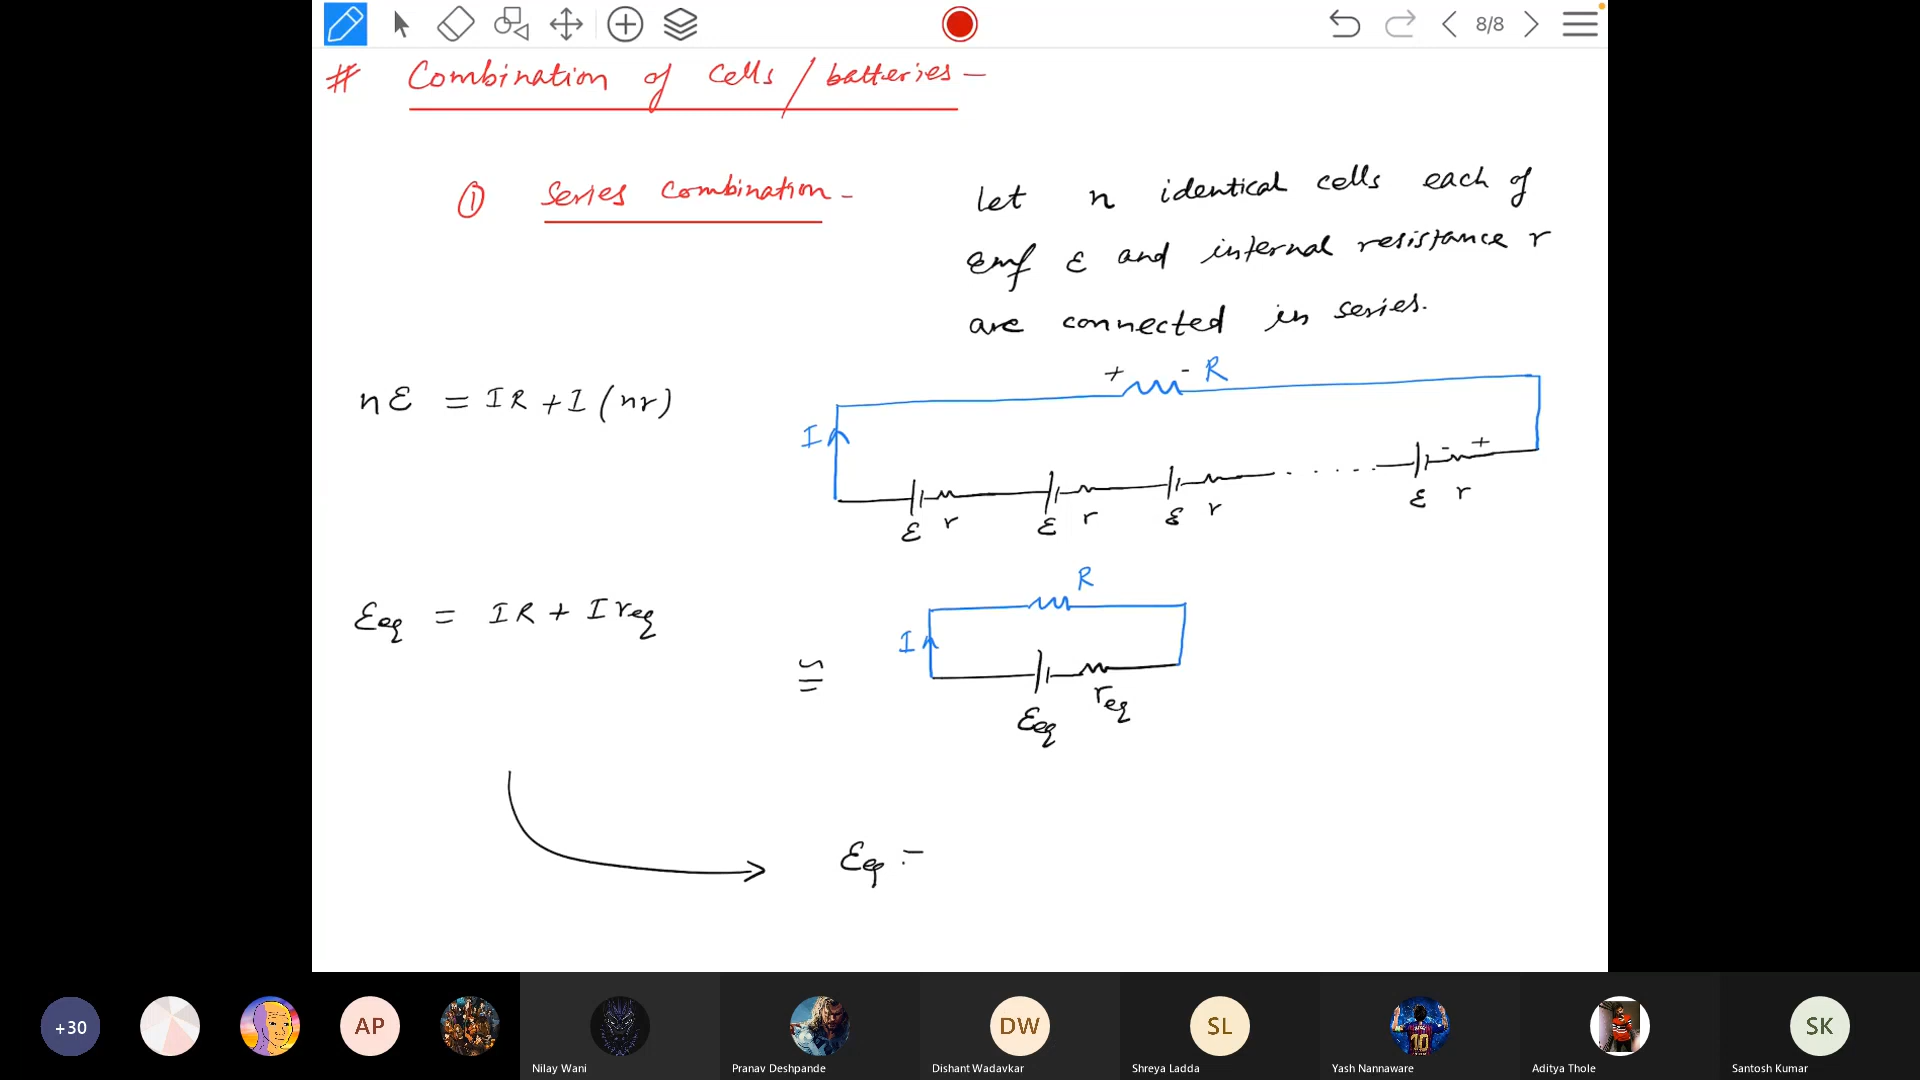 8/8
# Combination of cells / batteries -
① Series combination -
Let n identical cells each of
emf ε and internal resistance r
are connected in series.
+ - R
nε = IR + I (nr)
I
- +
ε r ε r ε r ε r
R
εeq = IR + I req
I
≅
εeq req
εeq =
+30
AP
DW
SL
10
SK
Nilay Wani
Pranav Deshpande
Dishant Wadavkar
Shreya Ladda
Yash Nannaware
Aditya Thole
Santosh Kumar